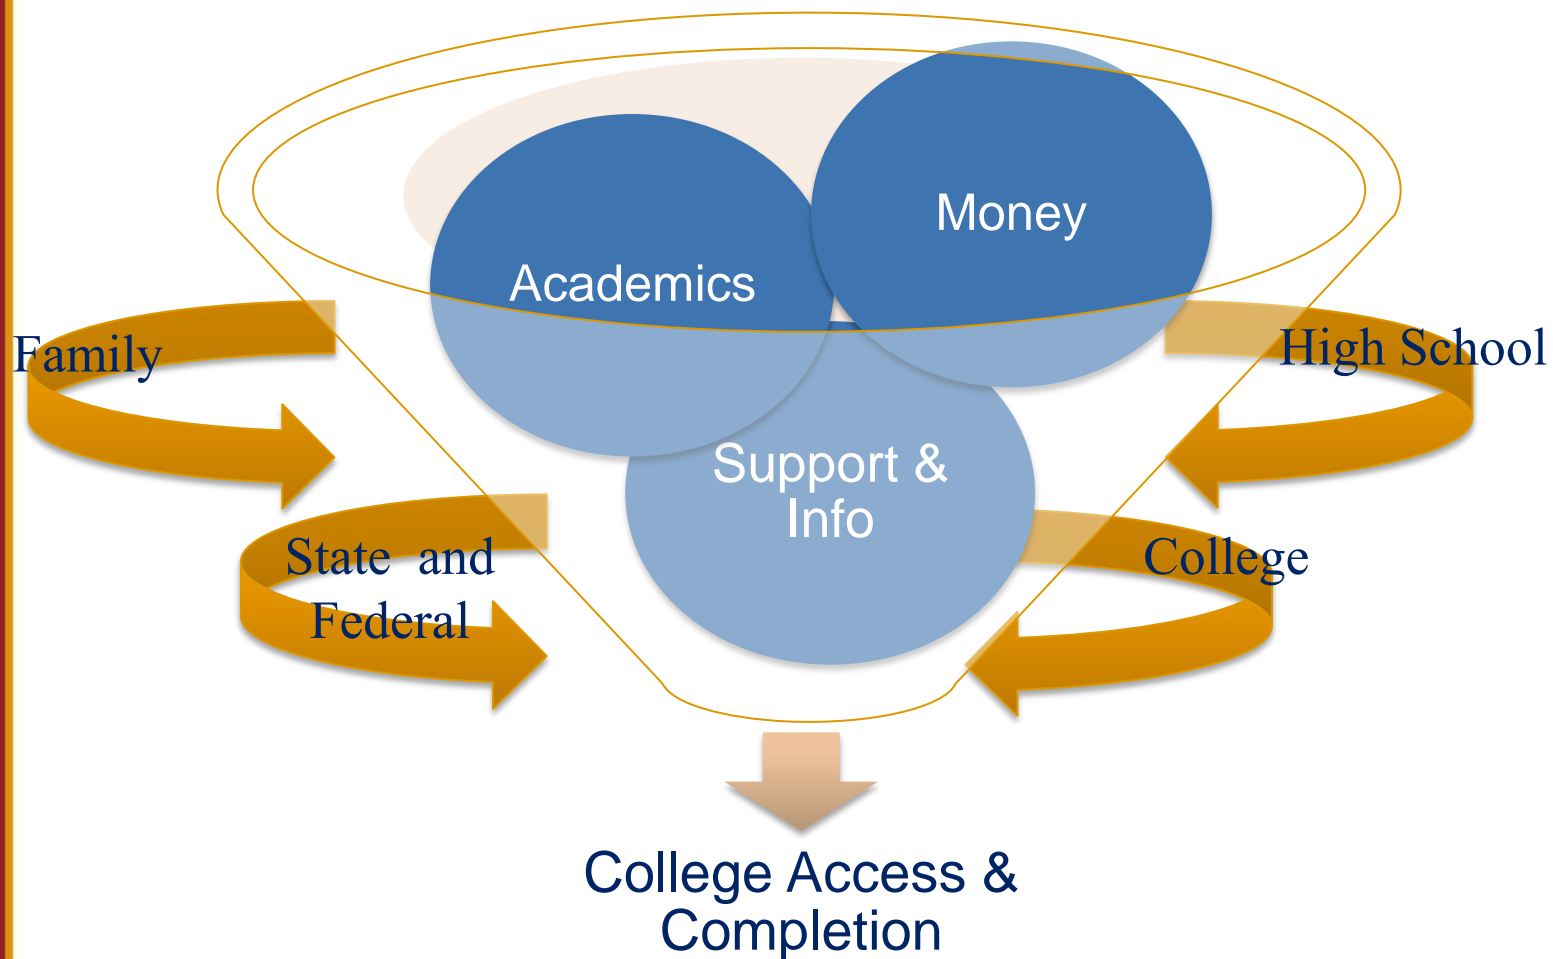 Money
Academics
Family
High School
Support &
Info
State and
Federal
College
College Access &
Completion